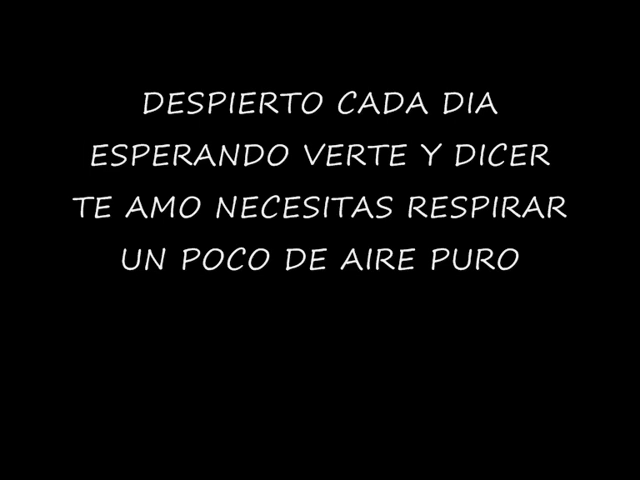 DESPIERTO CADA DIA
ESPERANDO VERTE Y DICER
TE AMO NECESITAS RESPIRAR
UN POCO DE AIRE PURO